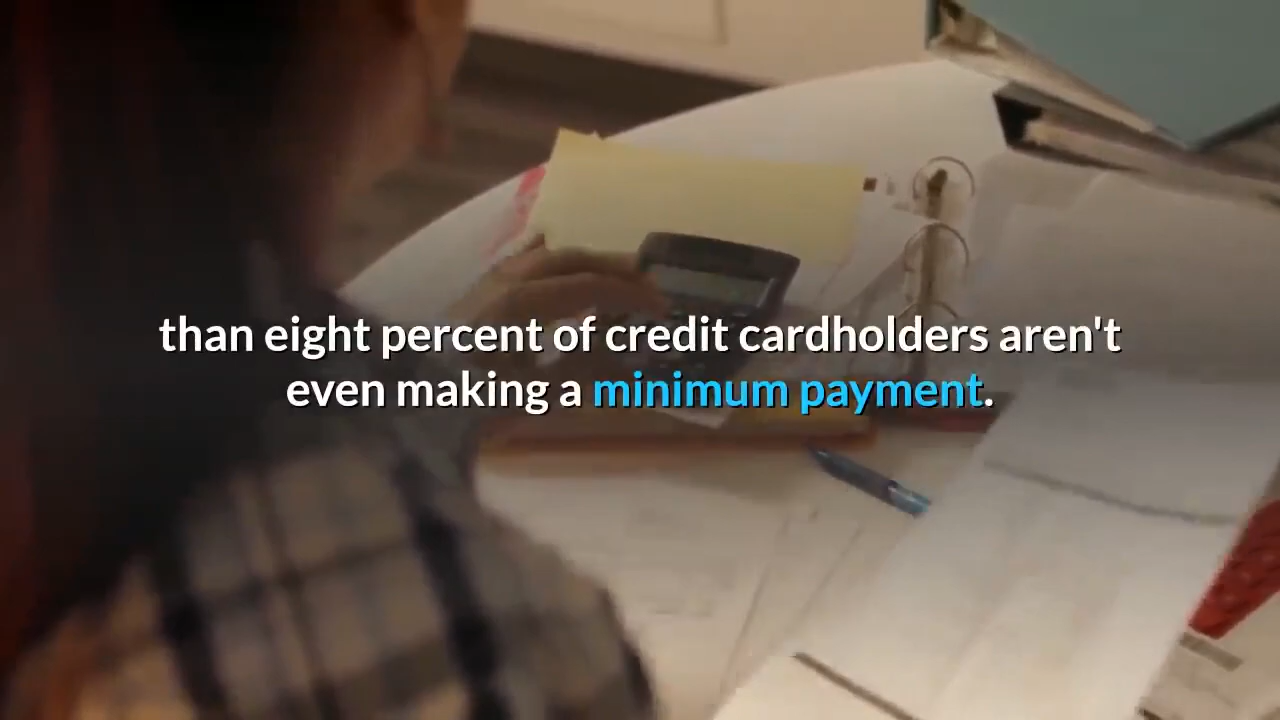 than eight percent of credit cardholders aren't
even making a minimum payment.